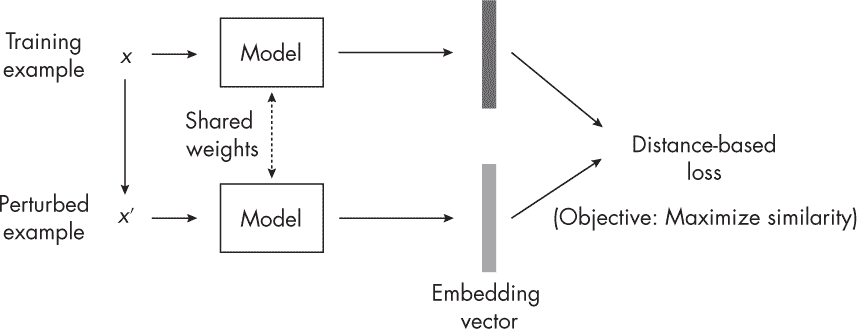 Training
example
x
Model
Shared
weights
Distance-based
loss
(Objective: Maximize similarity)
Perturbed
example
x′
Model
Embedding
vector